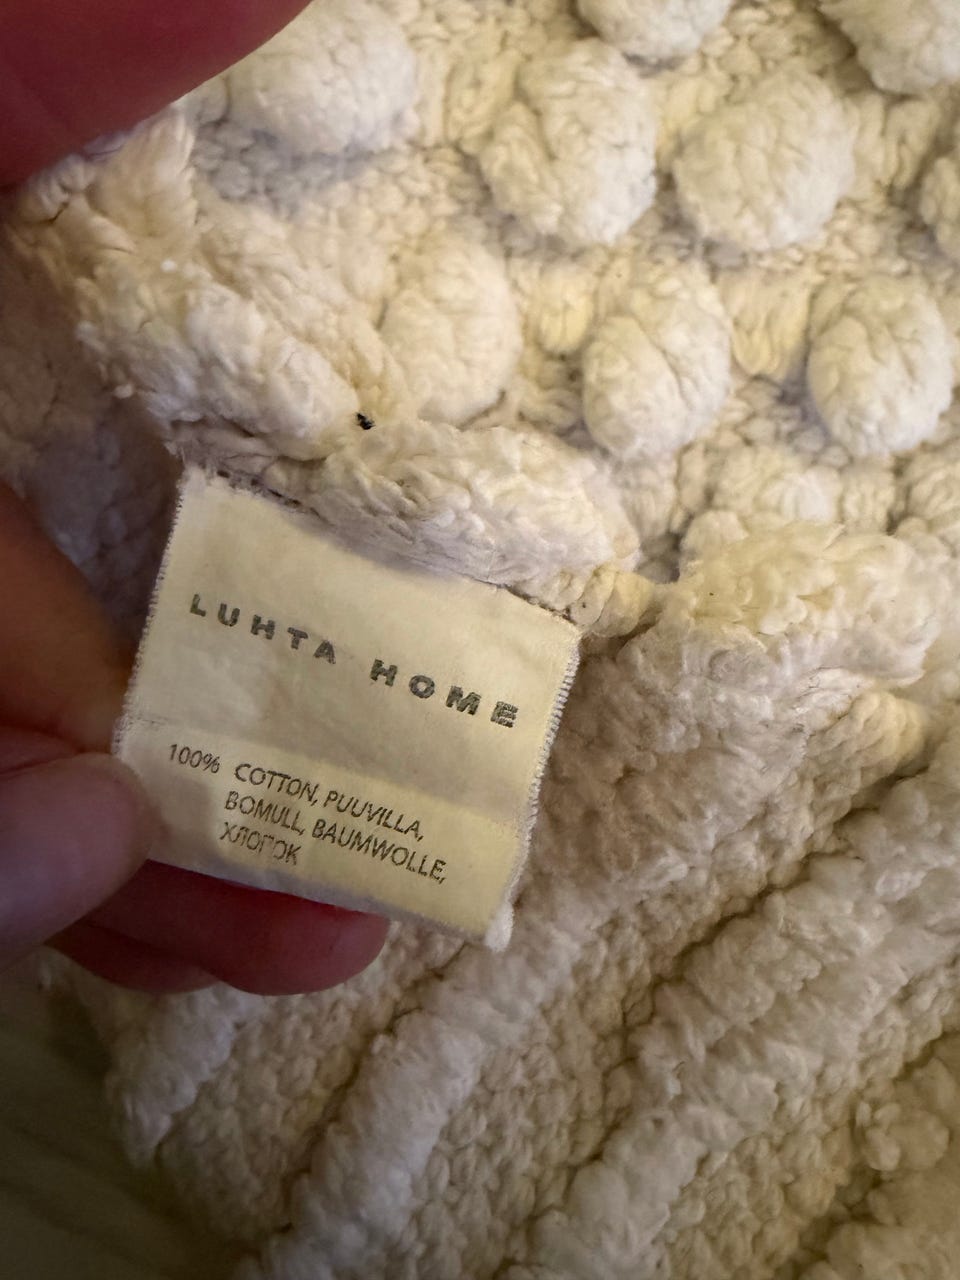 LUHTA HOME
100% COTTON, PUUVILLA,
BOMULL, BAUMWOLLE,
ХЛОПОК